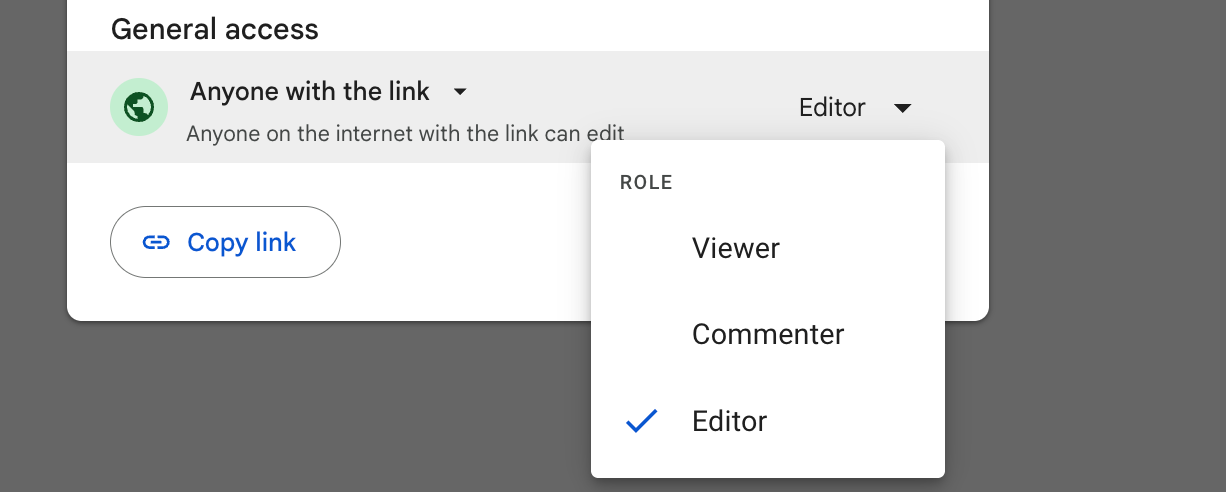 General access
Anyone with the link
Editor
Anyone on the internet with the link can edit
Copy link
ROLE
Viewer
Commenter
Editor